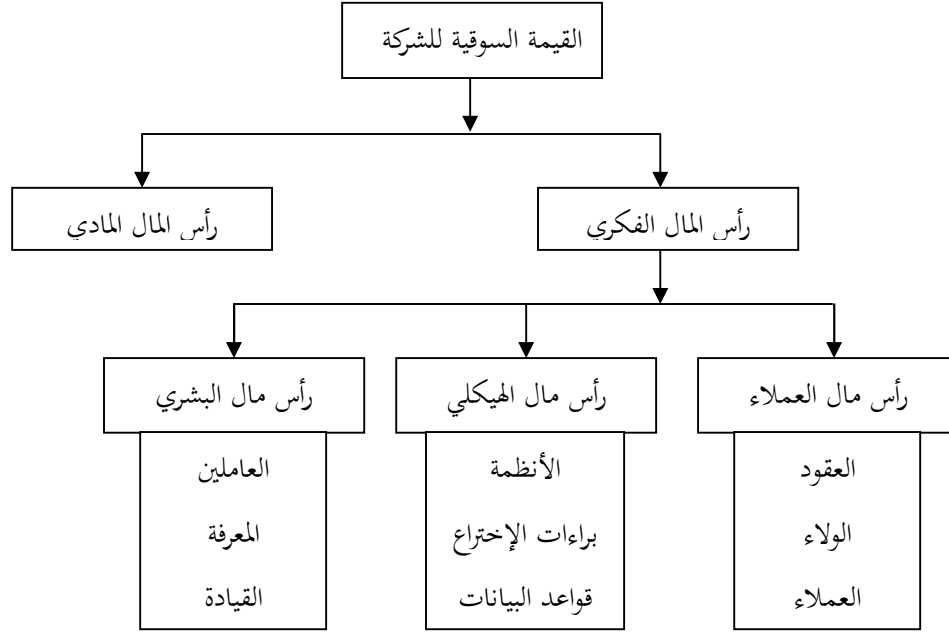 القيمة السوقية للشركة
رأس المال الفكري
رأس المال المادي
رأس مال العملاء
العقود
الولاء
العملاء
رأس مال الهيكلي
الأنظمة
براءات الإختراع
قواعد البيانات
رأس مال البشري
العاملين
المعرفة
القيادة